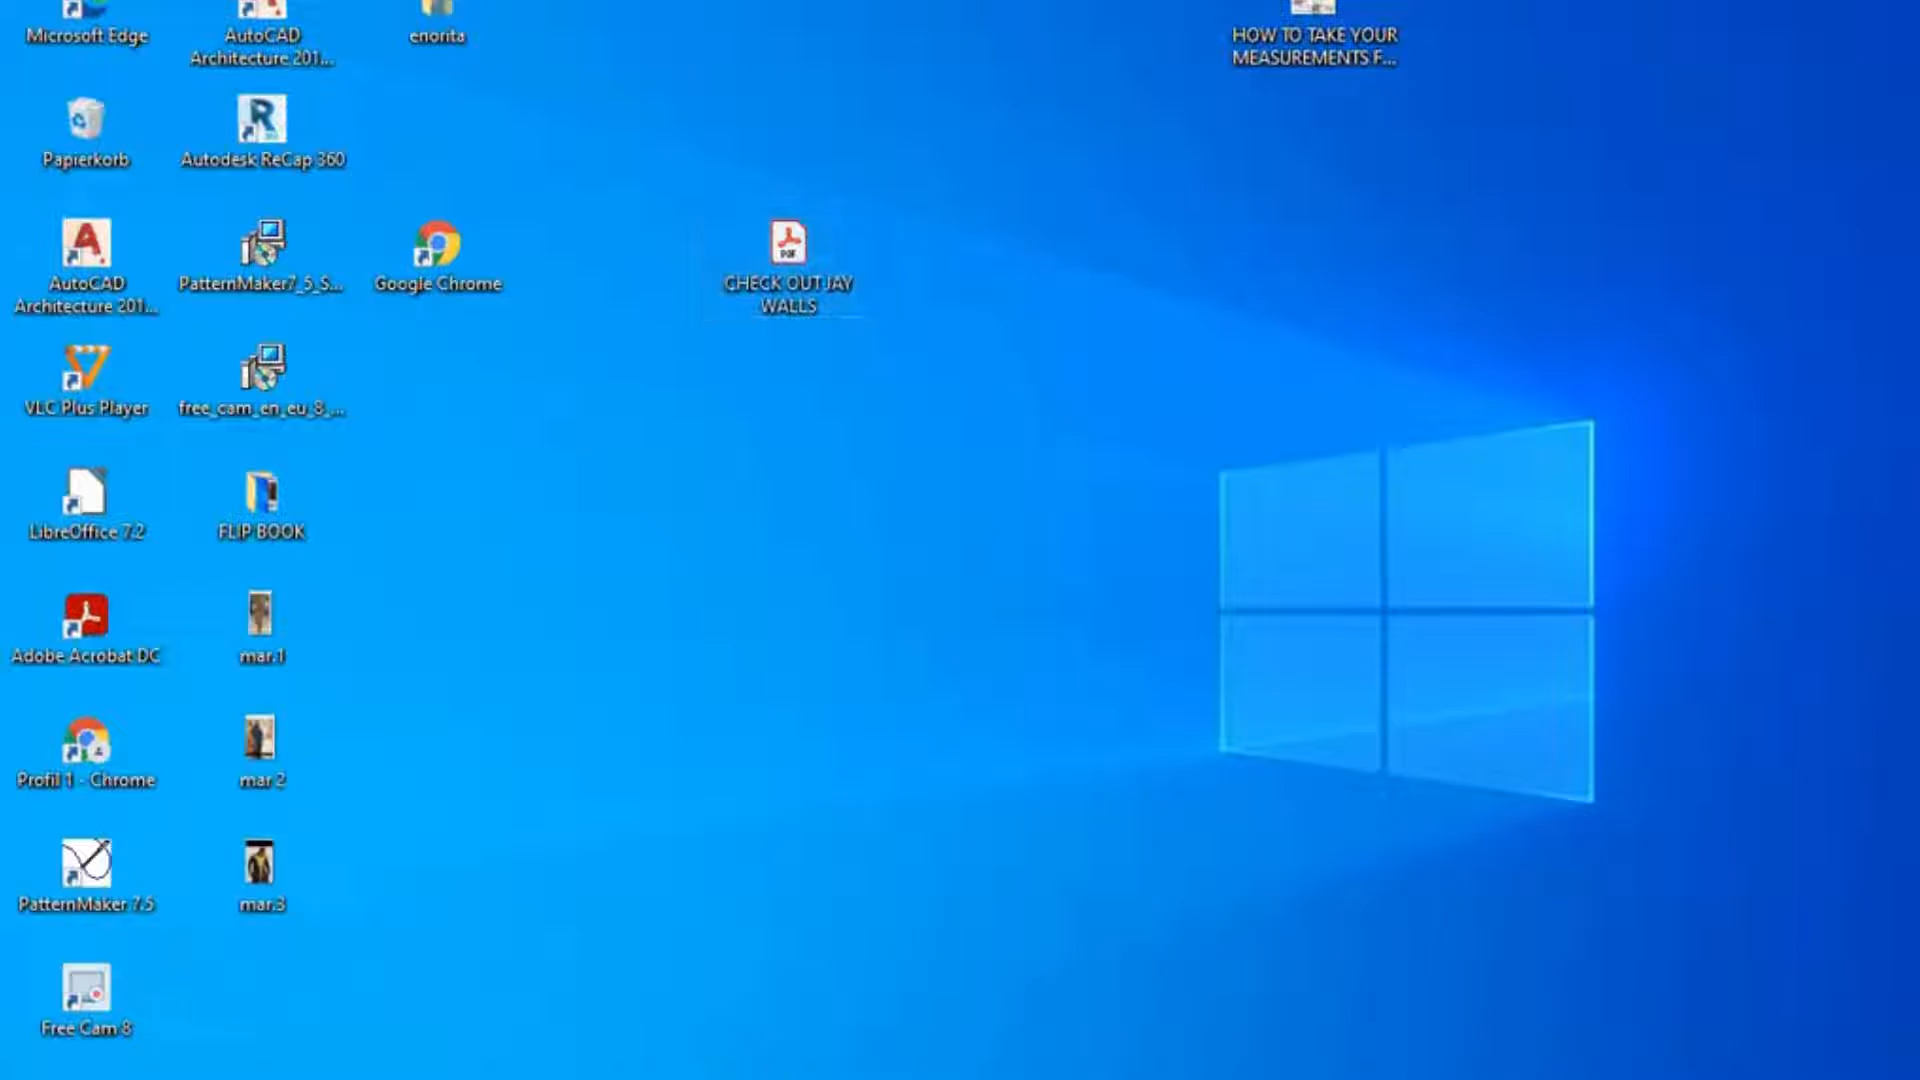 Microsoft Edge
AutoCAD
Architecture 201...
enorita
HOW TO TAKE YOUR
MEASUREMENTS F...
Papierkorb
Autodesk ReCap 360
AutoCAD
Architecture 201...
PatternMaker7_5_S...
Google Chrome
PDF
CHECK OUT JAY
WALLS
VLC Plus Player
free_cam_en_eu_8_...
LibreOffice 7.2
FLIP BOOK
Adobe Acrobat DC
mar.1
Profil 1 - Chrome
mar 2
PatternMaker 7.5
mar.3
Free Cam 8